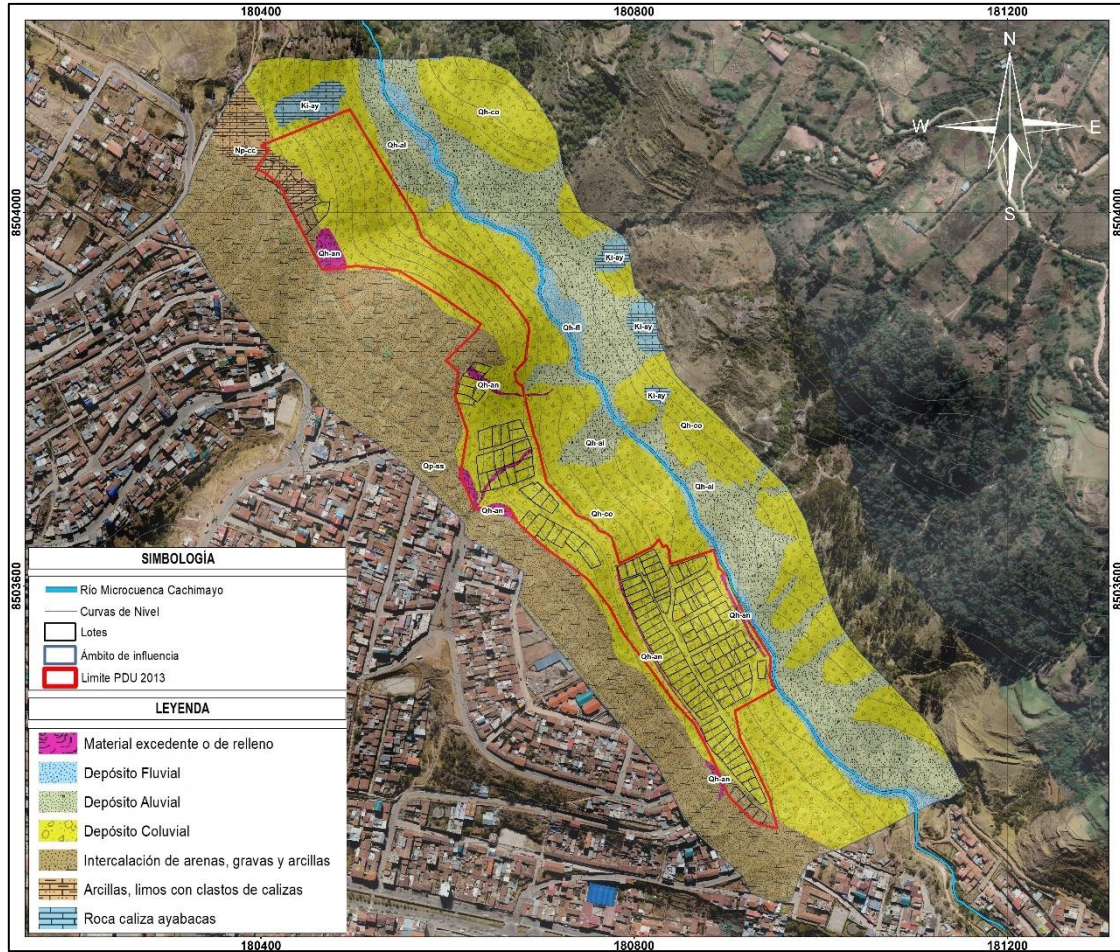 180400 180800 181200
N
W E
S
Ki-ay
Qh-co
Np-cc
Qh-al
8504000 8504000
Qh-an
Ki-ay
Qh-fl
Ki-ay
Qh-an
Ki-ay
Qh-co
Qh-al
Qp-ss
Qh-al
Qh-an
Qh-co
SIMBOLOGÍA
Río Microcuenca Cachimayo
8503600 8503600
Curvas de Nivel
Lotes
Qh-an
Ámbito de influencia
Qh-an
Limite PDU 2013
LEYENDA
Material excedente o de relleno
Qh-an
Depósito Fluvial
Depósito Aluvial
Depósito Coluvial
Intercalación de arenas, gravas y arcillas
Arcillas, limos con clastos de calizas
Roca caliza ayabacas
180400 180800 181200